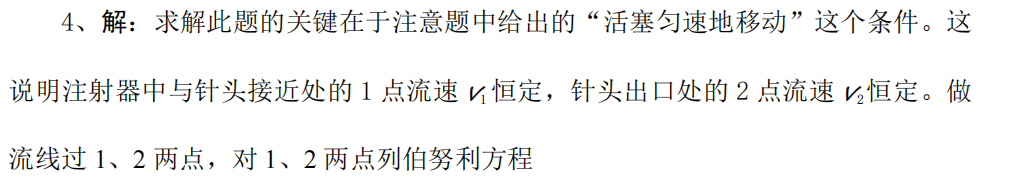 4、解：求解此题的关键在于注意题中给出的“活塞匀速地移动”这个条件。这
说明注射器中与针头接近处的 1 点流速 v₁恒定，针头出口处的 2 点流速 v₂恒定。做
流线过 1、2 两点，对 1、2 两点列伯努利方程